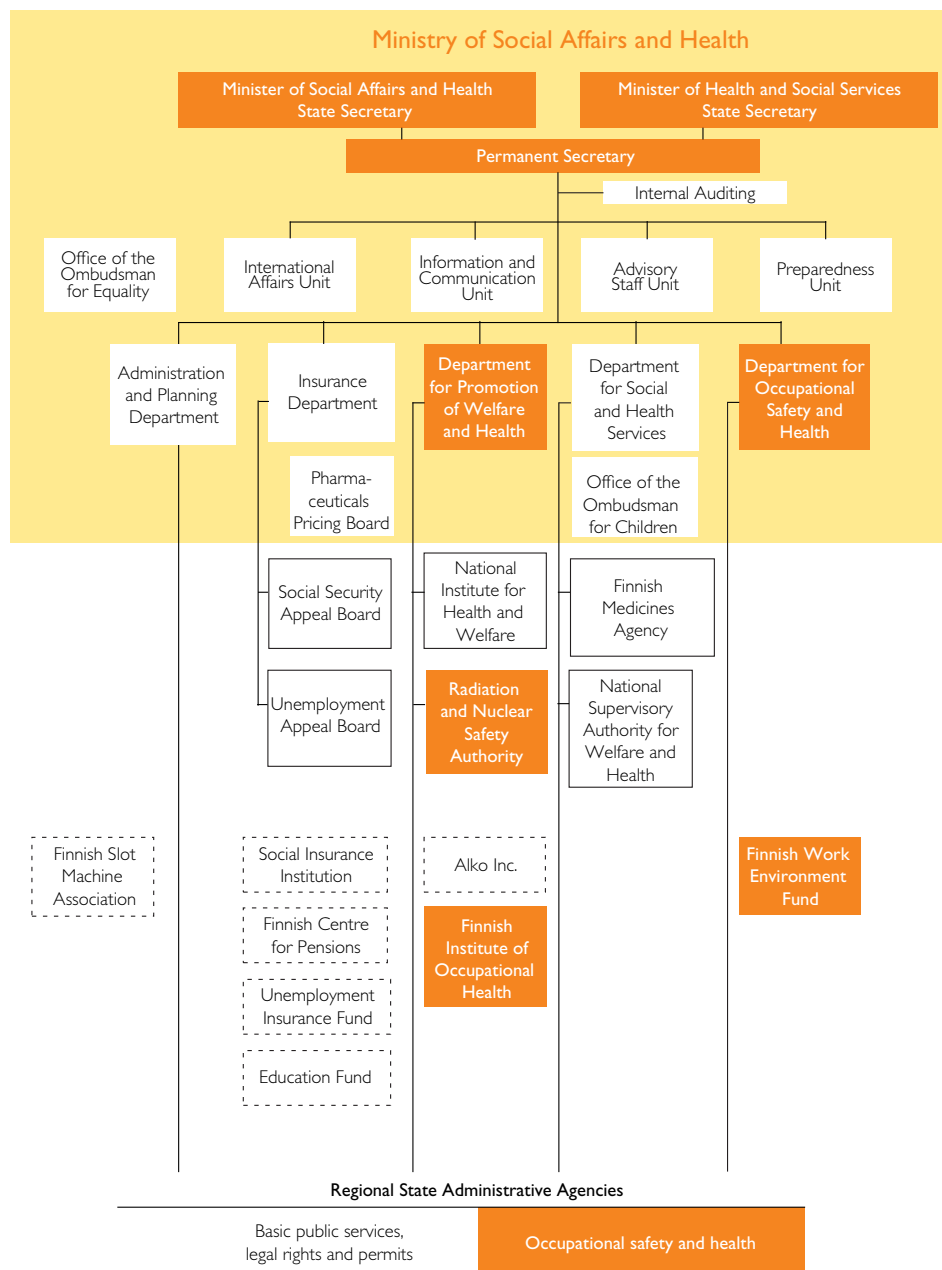 Ministry of Social Affairs and Health
Minister of Social Affairs and Health
State Secretary
Minister of Health and Social Services
State Secretary
Permanent Secretary
Internal Auditing
Office of the
Ombudsman
for Equality
International
Affairs Unit
Information and
Communication
Unit
Advisory
Staff Unit
Preparedness
Unit
Administration
and Planning
Department
Insurance
Department
Department
for Promotion
of Welfare
and Health
Department
for Social
and Health
Services
Department for
Occupational
Safety and
Health
Pharma-
ceuticals
Pricing Board
Office of the
Ombudsman
for Children
Social Security
Appeal Board
National
Institute for
Health and
Welfare
Finnish
Medicines
Agency
Unemployment
Appeal Board
Radiation
and Nuclear
Safety
Authority
National
Supervisory
Authority for
Welfare and
Health
Finnish Slot
Machine
Association
Social Insurance
Institution
Alko Inc.
Finnish Work
Environment
Fund
Finnish Centre
for Pensions
Finnish
Institute of
Occupational
Health
Unemployment
Insurance Fund
Education Fund
Regional State Administrative Agencies
Basic public services,
legal rights and permits
Occupational safety and health